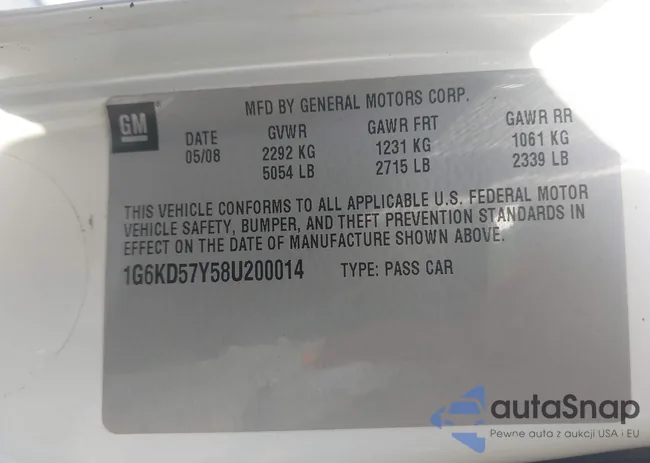 MFD BY GENERAL MOTORS CORP.
GM
DATE GVWR GAWR FRT GAWR RR
05/08 2292 KG 1231 KG 1061 KG
5054 LB 2715 LB 2339 LB
THIS VEHICLE CONFORMS TO ALL APPLICABLE U.S. FEDERAL MOTOR
VEHICLE SAFETY, BUMPER, AND THEFT PREVENTION STANDARDS IN
EFFECT ON THE DATE OF MANUFACTURE SHOWN ABOVE.
1G6KD57Y58U200014 TYPE: PASS CAR
autaSnap
Pewne auta z aukcji USA i EU